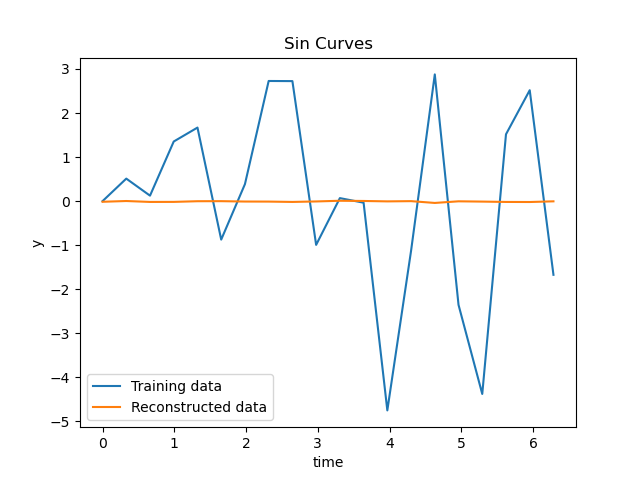 Sin Curves
3
2
1
0
−1
−2
−3
−4
−5
y
Training data
Reconstructed data
0 1 2 3 4 5 6
time